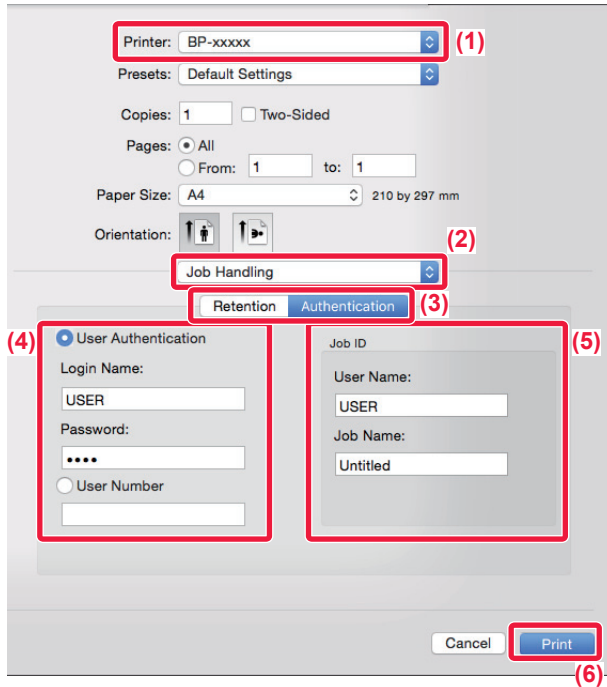 Printer: BP-xxxxx (1)
Presets: Default Settings
Copies: 1 Two-Sided
Pages: All
From: 1 to: 1
Paper Size: A4 210 by 297 mm
Orientation:
(2)
Job Handling
Retention Authentication (3)
(4) User Authentication
Login Name:
USER
Password:
••••
User Number
Job ID (5)
User Name:
USER
Job Name:
Untitled
Cancel Print
(6)